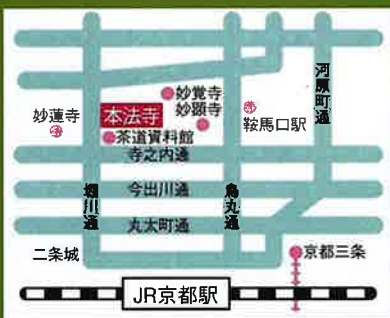 河原町通
妙覚寺
妙顕寺
鞍馬口駅
妙蓮寺
本法寺
茶道資料館
寺之内通
堀川通
今出川通
烏丸通
丸太町通
二条城
京都三条
JR京都駅